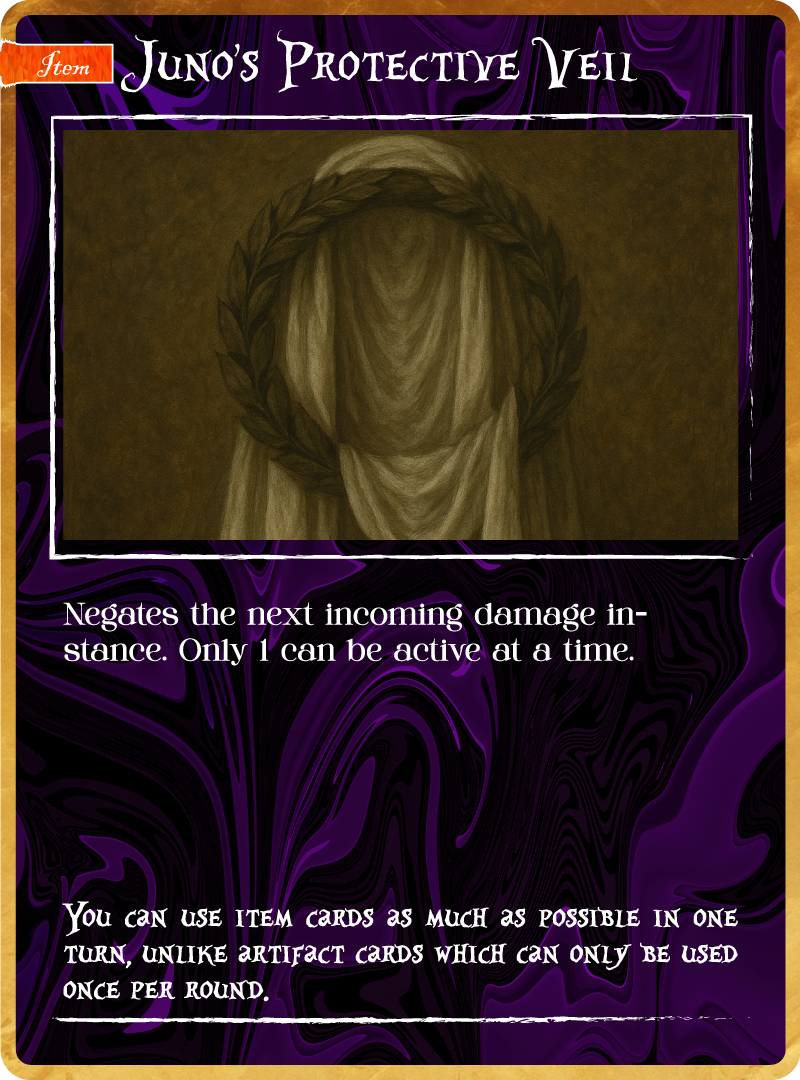 Item
Juno's Protective Veil
Negates the next incoming damage in-
stance. Only 1 can be active at a time.
You can use item cards as much as possible in one
turn, unlike artifact cards which can only be used
once per round.